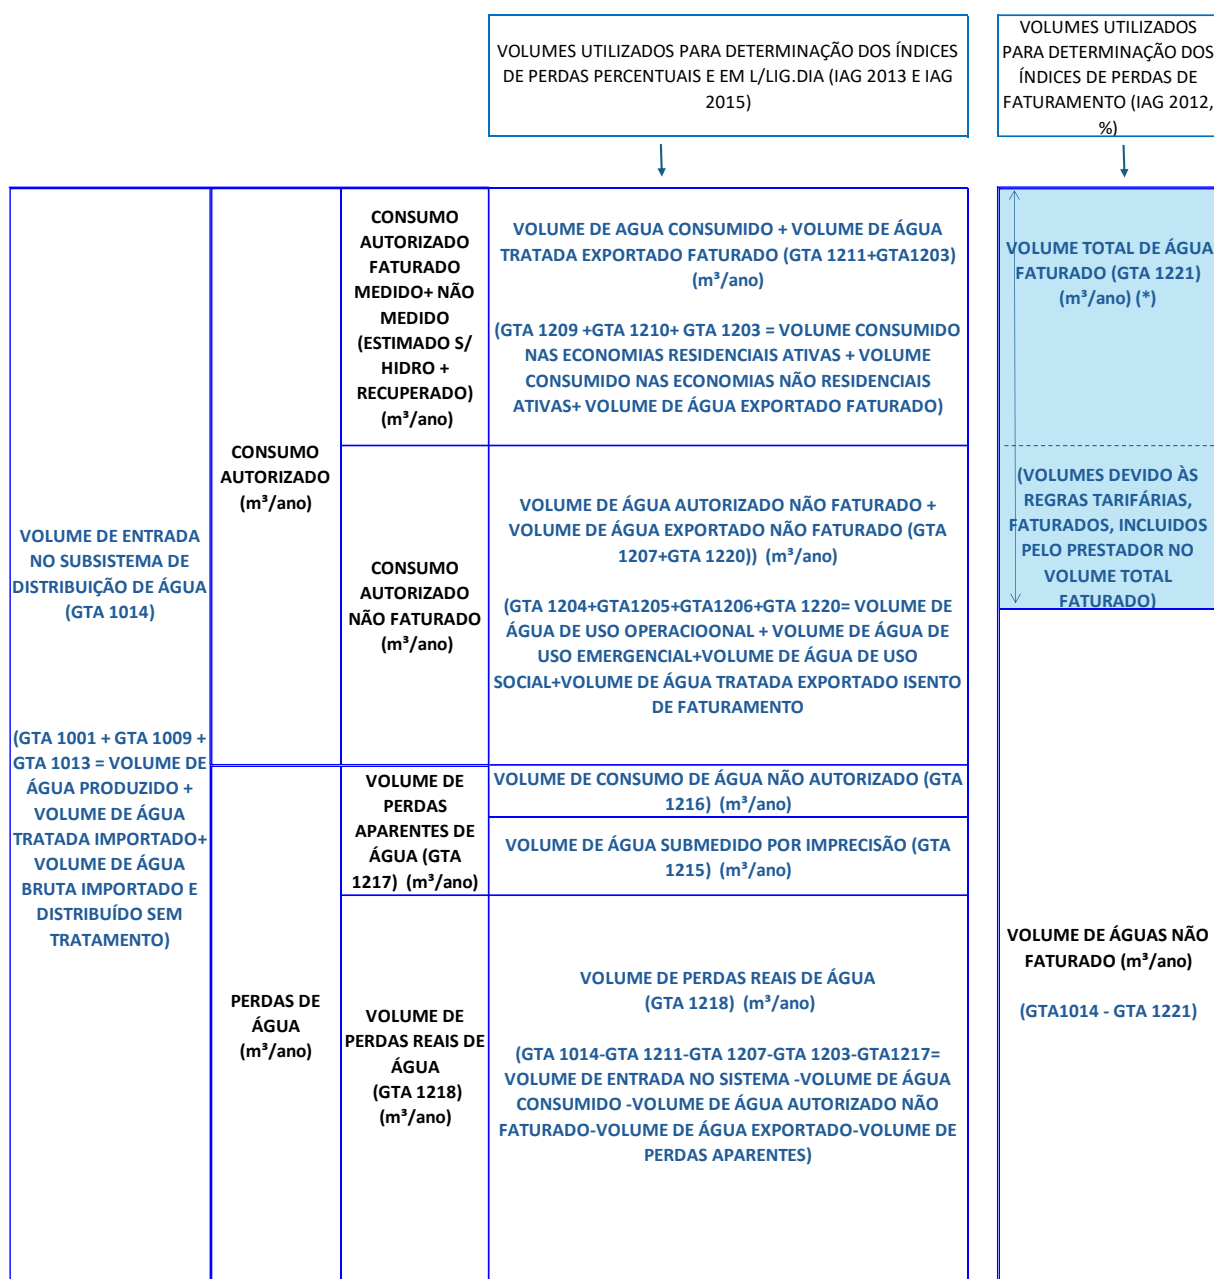 VOLUMES UTILIZADOS PARA DETERMINAÇÃO DOS ÍNDICES
DE PERDAS PERCENTUAIS E EM L/LIG.DIA (IAG 2013 E IAG
2015)
VOLUMES UTILIZADOS
PARA DETERMINAÇÃO DOS
ÍNDICES DE PERDAS DE
FATURAMENTO (IAG 2012,
%)
VOLUME DE ENTRADA
NO SUBSISTEMA DE
DISTRIBUIÇÃO DE ÁGUA
(GTA 1014)
(GTA 1001 + GTA 1009 +
GTA 1013 = VOLUME DE
ÁGUA PRODUZIDO +
VOLUME DE ÁGUA
TRATADA IMPORTADO+
VOLUME DE ÁGUA
BRUTA IMPORTADO E
DISTRIBUÍDO SEM
TRATAMENTO)
CONSUMO
AUTORIZADO
(m³/ano)
CONSUMO
AUTORIZADO
FATURADO
MEDIDO+ NÃO
MEDIDO
(ESTIMADO S/
HIDRO +
RECUPERADO)
(m³/ano)
VOLUME DE AGUA CONSUMIDO + VOLUME DE ÁGUA
TRATADA EXPORTADO FATURADO (GTA 1211+GTA1203)
(m³/ano)
(GTA 1209 +GTA 1210+ GTA 1203 = VOLUME CONSUMIDO
NAS ECONOMIAS RESIDENCIAIS ATIVAS + VOLUME
CONSUMIDO NAS ECONOMIAS NÃO RESIDENCIAIS
ATIVAS+ VOLUME DE ÁGUA EXPORTADO FATURADO)
CONSUMO
AUTORIZADO
NÃO FATURADO
(m³/ano)
VOLUME DE ÁGUA AUTORIZADO NÃO FATURADO +
VOLUME DE ÁGUA EXPORTADO NÃO FATURADO (GTA
1207+GTA 1220)) (m³/ano)
(GTA 1204+GTA1205+GTA1206+GTA 1220= VOLUME DE
ÁGUA DE USO OPERACIOONAL + VOLUME DE ÁGUA DE
USO EMERGENCIAL+VOLUME DE ÁGUA DE USO
SOCIAL+VOLUME DE ÁGUA TRATADA EXPORTADO ISENTO
DE FATURAMENTO
PERDAS DE
ÁGUA
(m³/ano)
VOLUME DE
PERDAS
APARENTES DE
ÁGUA (GTA
1217) (m³/ano)
VOLUME DE CONSUMO DE ÁGUA NÃO AUTORIZADO (GTA
1216) (m³/ano)
VOLUME DE ÁGUA SUBMEDIDO POR IMPRECISÃO (GTA
1215) (m³/ano)
VOLUME DE
PERDAS REAIS DE
ÁGUA
(GTA 1218)
(m³/ano)
VOLUME DE PERDAS REAIS DE ÁGUA
(GTA 1218) (m³/ano)
(GTA 1014-GTA 1211-GTA 1207-GTA 1203-GTA1217=
VOLUME DE ENTRADA NO SISTEMA -VOLUME DE ÁGUA
CONSUMIDO -VOLUME DE ÁGUA AUTORIZADO NÃO
FATURADO-VOLUME DE ÁGUA EXPORTADO-VOLUME DE
PERDAS APARENTES)
VOLUME TOTAL DE ÁGUA
FATURADO (GTA 1221)
(m³/ano) (*)
(VOLUMES DEVIDO ÀS
REGRAS TARIFÁRIAS,
FATURADOS, INCLUIDOS
PELO PRESTADOR NO
VOLUME TOTAL
FATURADO)
VOLUME DE ÁGUAS NÃO
FATURADO (m³/ano)
(GTA1014 - GTA 1221)